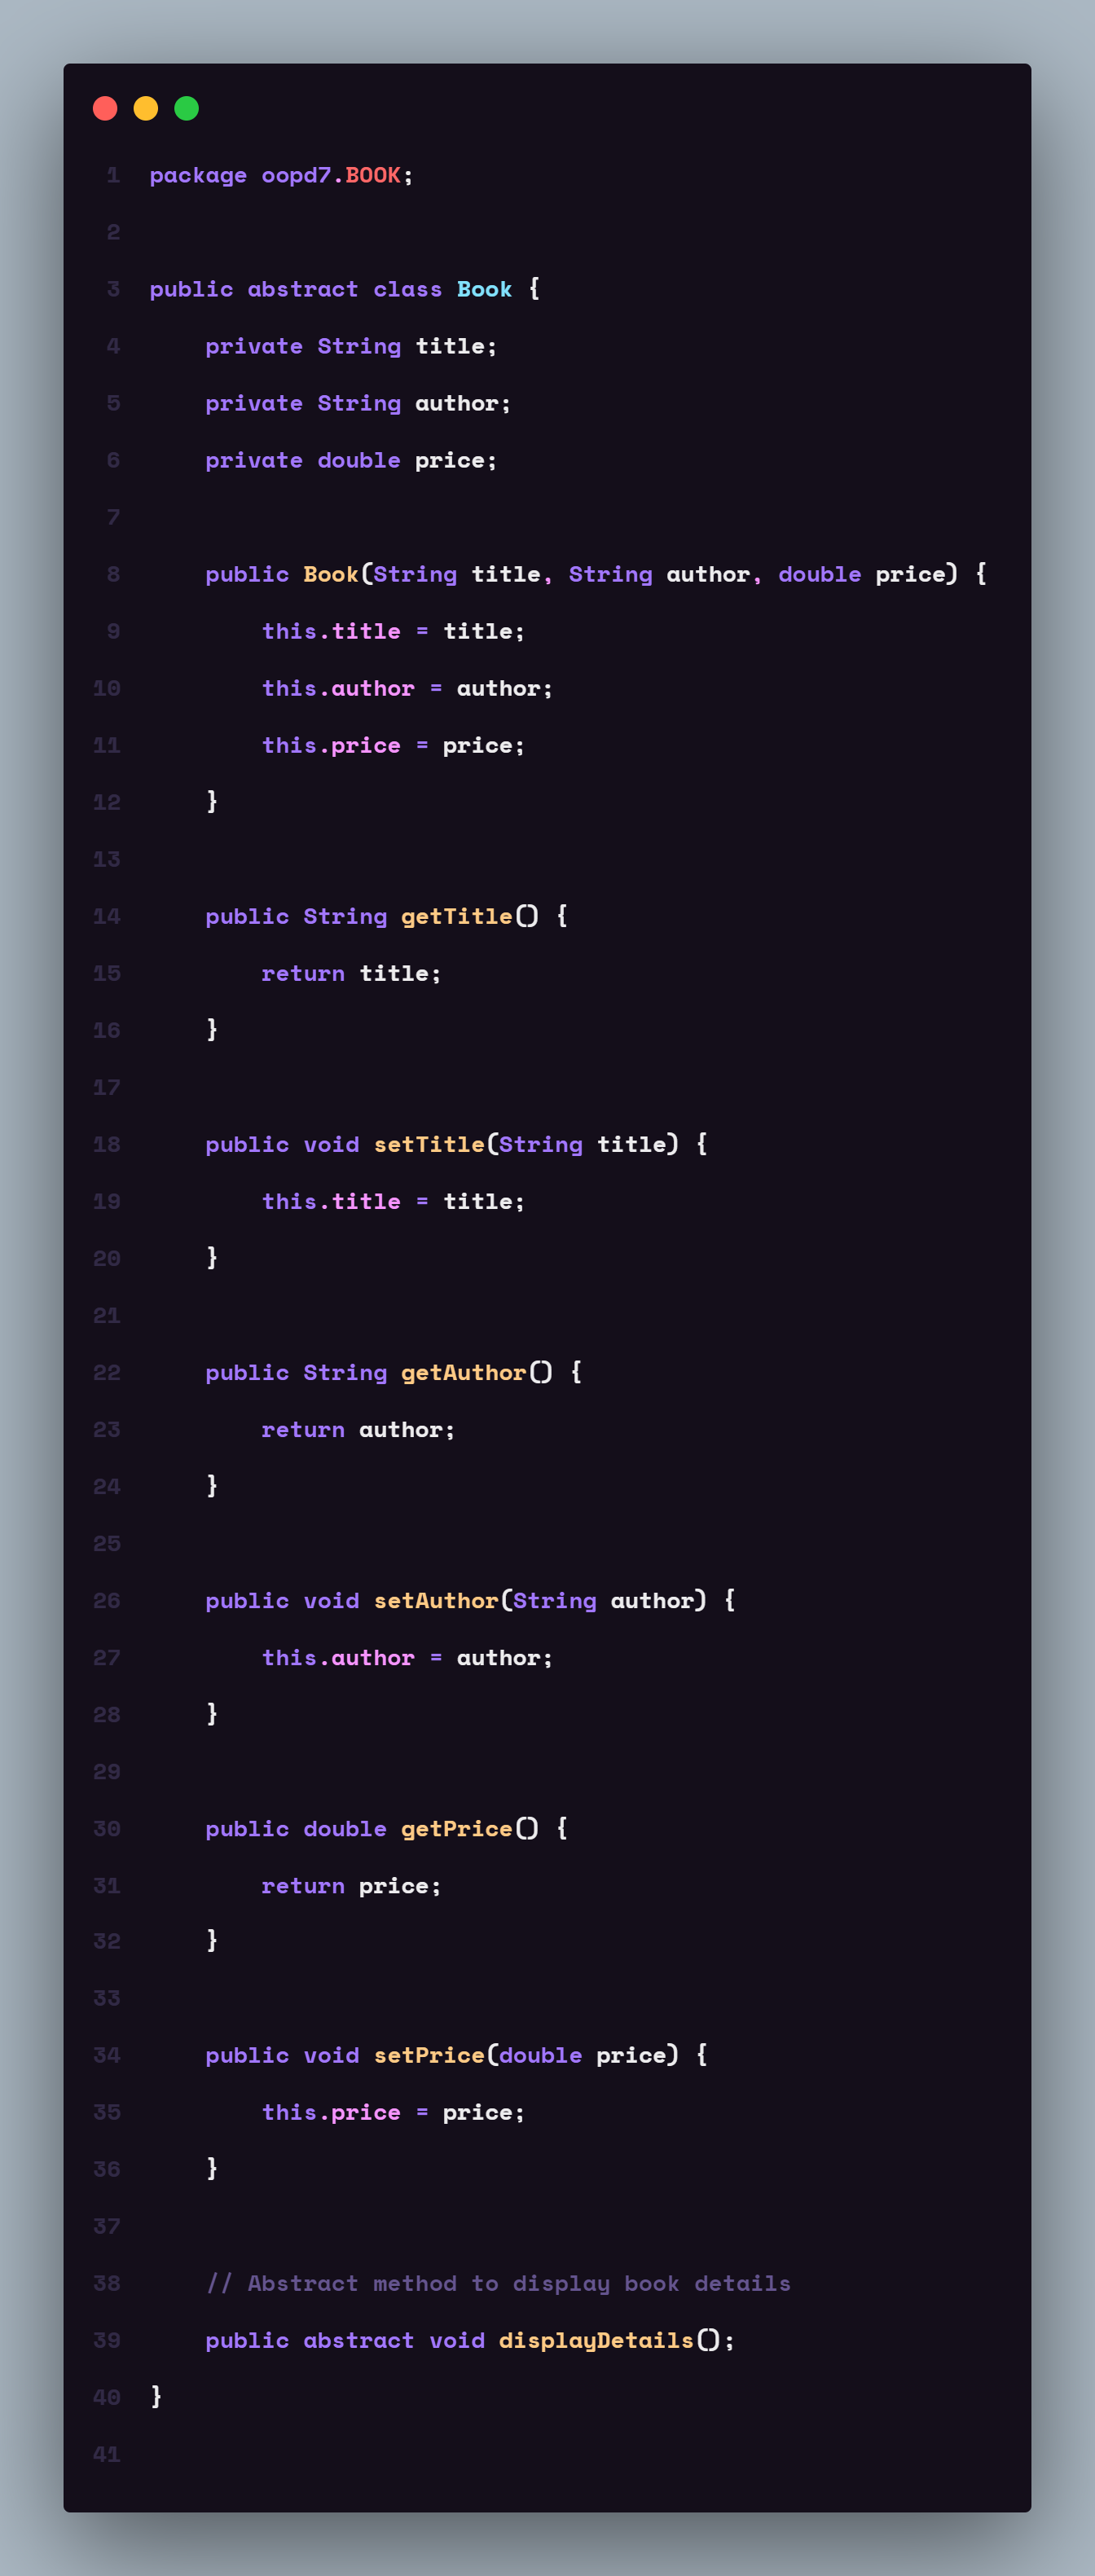 1 package oopd7.BOOK;
2
3 public abstract class Book {
4     private String title;
5     private String author;
6     private double price;
7
8     public Book(String title, String author, double price) {
9         this.title = title;
10         this.author = author;
11         this.price = price;
12     }
13
14     public String getTitle() {
15         return title;
16     }
17
18     public void setTitle(String title) {
19         this.title = title;
20     }
21
22     public String getAuthor() {
23         return author;
24     }
25
26     public void setAuthor(String author) {
27         this.author = author;
28     }
29
30     public double getPrice() {
31         return price;
32     }
33
34     public void setPrice(double price) {
35         this.price = price;
36     }
37
38     // Abstract method to display book details
39     public abstract void displayDetails();
40 }
41